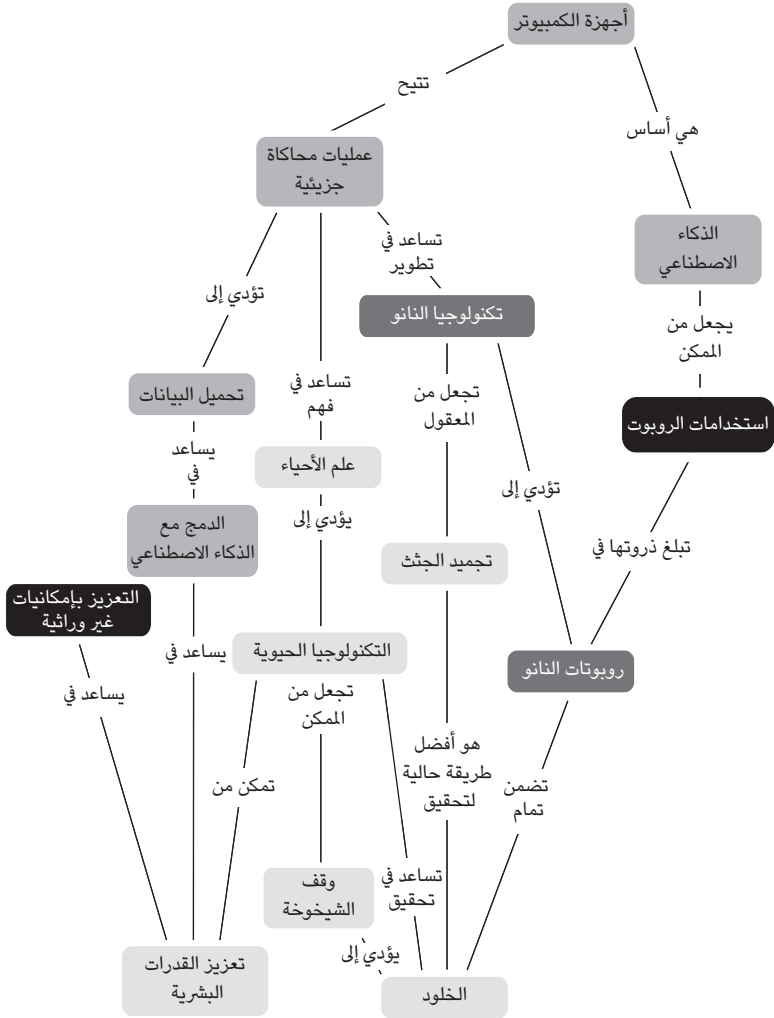 أجهزة الكمبيوتر
تتيح
هي أساس
عمليات محاكاة
جزيئية
تساعد في
تطوير
الذكاء
الاصطناعي
تؤدي إلى
تكنولوجيا النانو
يجعل من
الممكن
تحميل البيانات
تساعد في
فهم
تجعل من
المعقول
استخدامات الروبوت
يساعد
في
علم الأحياء
تؤدي إلى
الدمج مع
الذكاء الاصطناعي
يؤدي إلى
تجميد الجثث
تبلغ ذروتها في
التعزيز بإمكانيات
غير وراثية
يساعد في
التكنولوجيا الحيوية
روبوتات النانو
يساعد في
تجعل من
الممكن
هو أفضل
طريقة حالية
لتحقيق
تمكن من
تضمن
تمام
وقف
الشيخوخة
تساعد في
تحقيق
يؤدي إلى
تعزيز القدرات
البشرية
الخلود